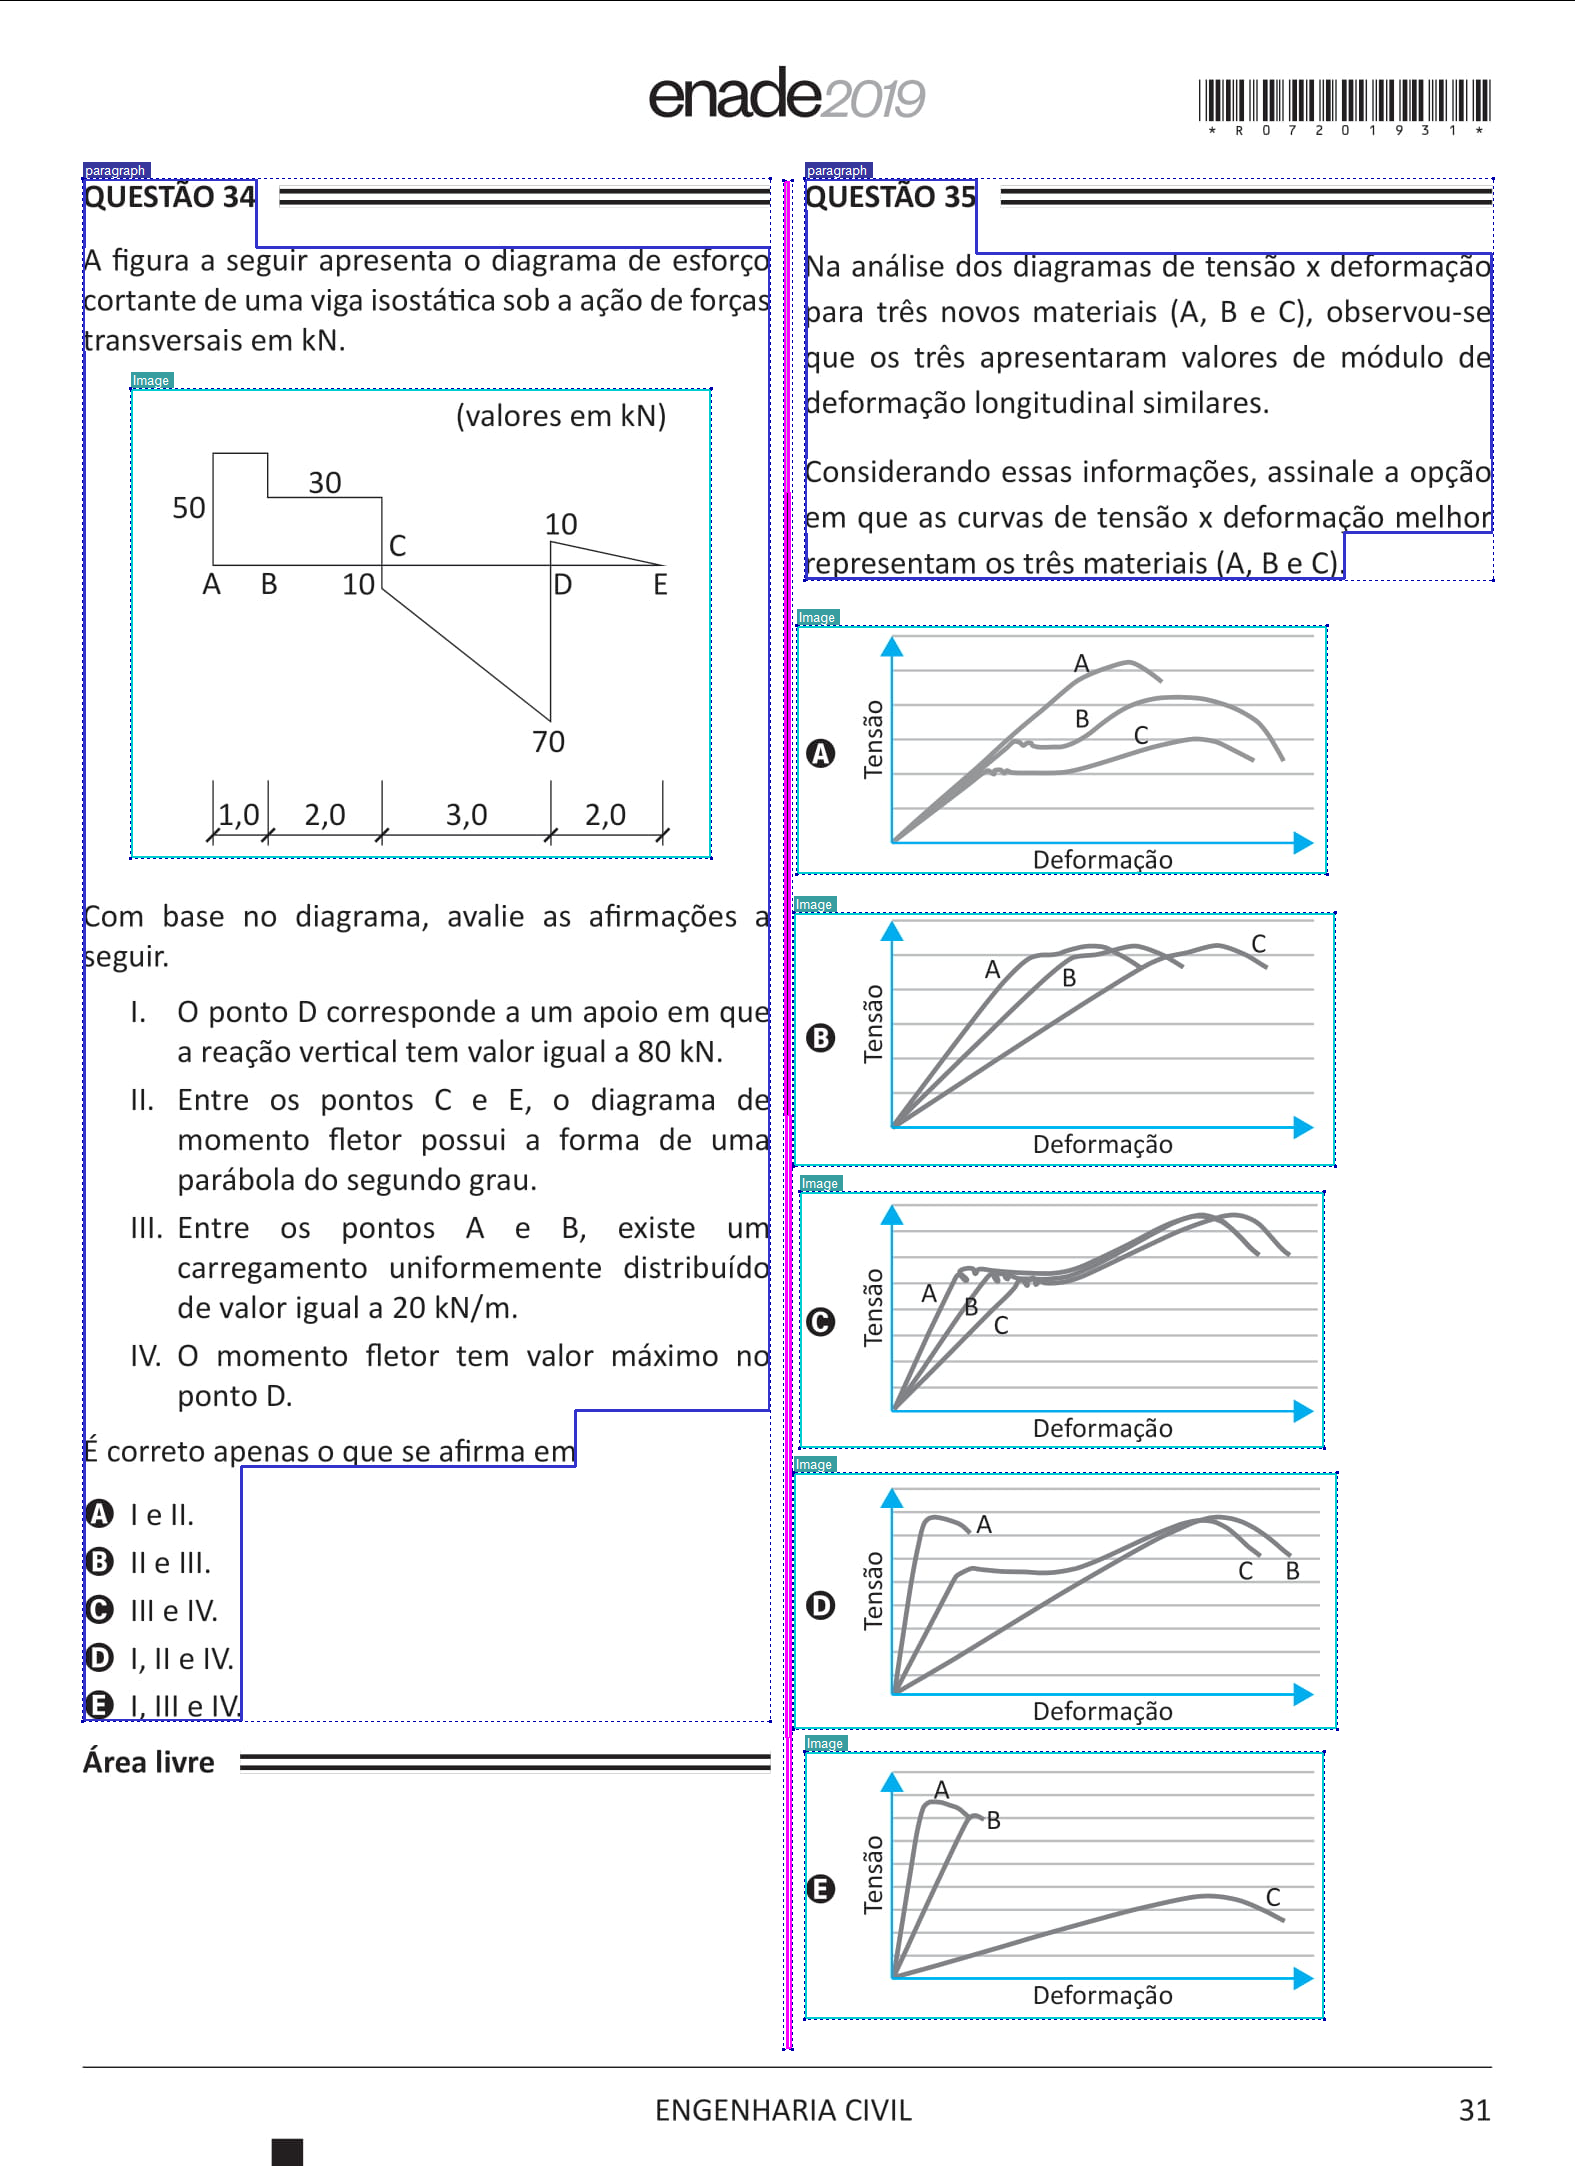 enade2019
*R07201931*
paragraph
QUESTÃO 34
A figura a seguir apresenta o diagrama de esforço
cortante de uma viga isostática sob a ação de forças
transversais em kN.
Image
(valores em kN)
50
30
10
C
A
B
10
D
E
70
1,0
2,0
3,0
2,0
Com base no diagrama, avalie as afirmações a
seguir.
I. O ponto D corresponde a um apoio em que
a reação vertical tem valor igual a 80 kN.
II. Entre os pontos C e E, o diagrama de
momento fletor possui a forma de uma
parábola do segundo grau.
III. Entre os pontos A e B, existe um
carregamento uniformemente distribuído
de valor igual a 20 kN/m.
IV. O momento fletor tem valor máximo no
ponto D.
É correto apenas o que se afirma em
A I e II.
B II e III.
C III e IV.
D I, II e IV.
E I, III e IV.
Área livre
paragraph
QUESTÃO 35
Na análise dos diagramas de tensão x deformação
para três novos materiais (A, B e C), observou-se
que os três apresentaram valores de módulo de
deformação longitudinal similares.
Considerando essas informações, assinale a opção
em que as curvas de tensão x deformação melhor
representam os três materiais (A, B e C).
Image
A
Tensão
A
B
C
Deformação
Image
B
Tensão
A
B
C
Deformação
Image
C
Tensão
A
B
C
Deformação
Image
D
Tensão
A
C
B
Deformação
Image
E
Tensão
A
B
C
Deformação
ENGENHARIA CIVIL
31